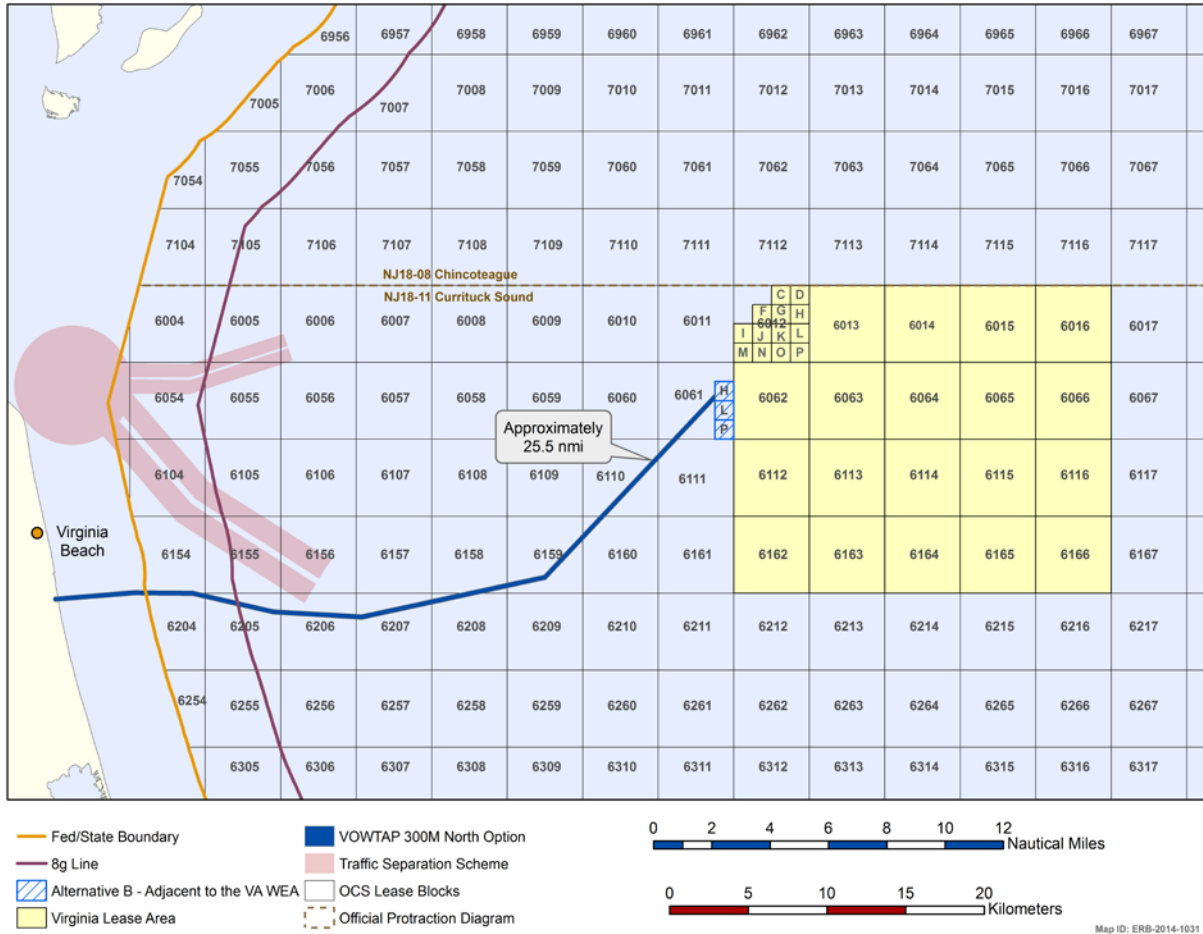 6956 6957 6958 6959 6960 6961 6962 6963 6964 6965 6966 6967
7005 7006 7007 7008 7009 7010 7011 7012 7013 7014 7015 7016 7017
7054 7055 7056 7057 7058 7059 7060 7061 7062 7063 7064 7065 7066 7067
7104 7105 7106 7107 7108 7109 7110 7111 7112 7113 7114 7115 7116 7117
NJ18-08 Chincoteague
NJ18-11 Currituck Sound
C D
F G H
6004 6005 6006 6007 6008 6009 6010 6011 6012 6013 6014 6015 6016 6017
I J K L
M N O P
6054 6055 6056 6057 6058 6059 6060 6061 H 6062 6063 6064 6065 6066 6067
L
P
Approximately
25.5 nmi
6104 6105 6106 6107 6108 6109 6110 6111 6112 6113 6114 6115 6116 6117
Virginia
Beach
6154 6155 6156 6157 6158 6159 6160 6161 6162 6163 6164 6165 6166 6167
6204 6205 6206 6207 6208 6209 6210 6211 6212 6213 6214 6215 6216 6217
6254 6255 6256 6257 6258 6259 6260 6261 6262 6263 6264 6265 6266 6267
6305 6306 6307 6308 6309 6310 6311 6312 6313 6314 6315 6316 6317
Fed/State Boundary
8g Line
Alternative B - Adjacent to the VA WEA
Virginia Lease Area
VOWTAP 300M North Option
Traffic Separation Scheme
OCS Lease Blocks
Official Protraction Diagram
0 2 4 6 8 10 12
Nautical Miles
0 5 10 15 20
Kilometers
Map ID: ERB-2014-1031